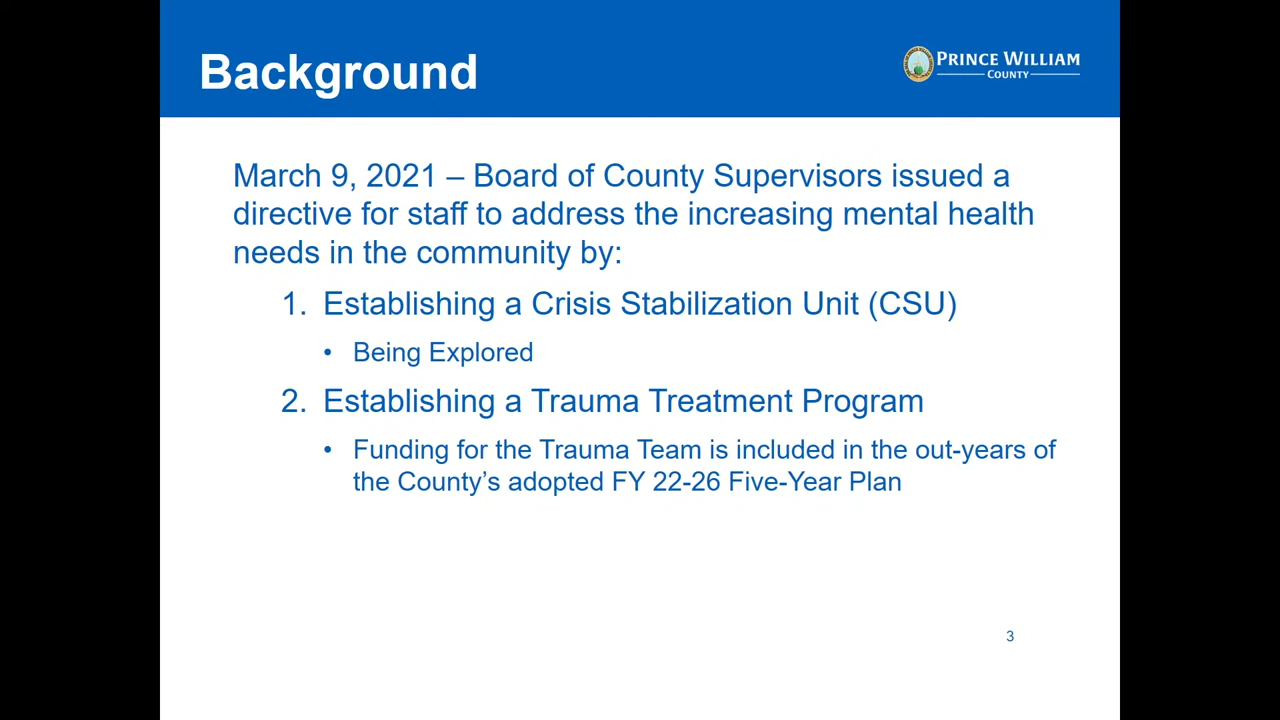 Background
PRINCE WILLIAM
COUNTY
March 9, 2021 – Board of County Supervisors issued a
directive for staff to address the increasing mental health
needs in the community by:
1. Establishing a Crisis Stabilization Unit (CSU)
• Being Explored
2. Establishing a Trauma Treatment Program
• Funding for the Trauma Team is included in the out-years of
the County’s adopted FY 22-26 Five-Year Plan
3